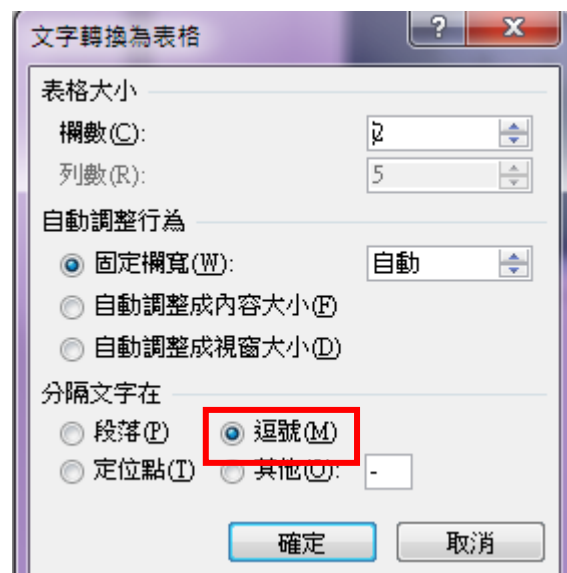 文字轉換為表格
表格大小
欄數(C): 2
列數(R): 5
自動調整行為
固定欄寬(W): 自動
自動調整成內容大小(F)
自動調整成視窗大小(D)
分隔文字在
段落(P) 逗號(M)
定位點(T) 其他(O): -
確定 取消